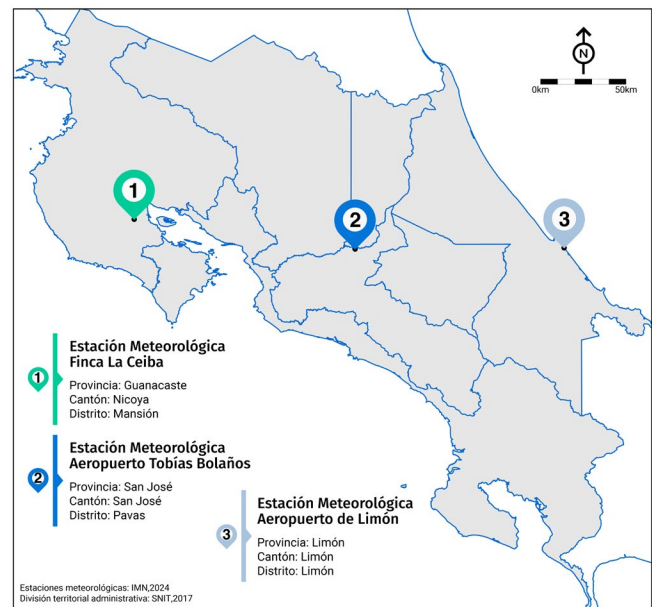 N
0km 50km
1
2
3
1
Estación Meteorológica
Finca La Ceiba
Provincia: Guanacaste
Cantón: Nicoya
Distrito: Mansión
2
Estación Meteorológica
Aeropuerto Tobías Bolaños
Provincia: San José
Cantón: San José
Distrito: Pavas
3
Estación Meteorológica
Aeropuerto de Limón
Provincia: Limón
Cantón: Limón
Distrito: Limón
Estaciones meteorológicas: IMN,2024
División territorial administrativa: SNIT,2017